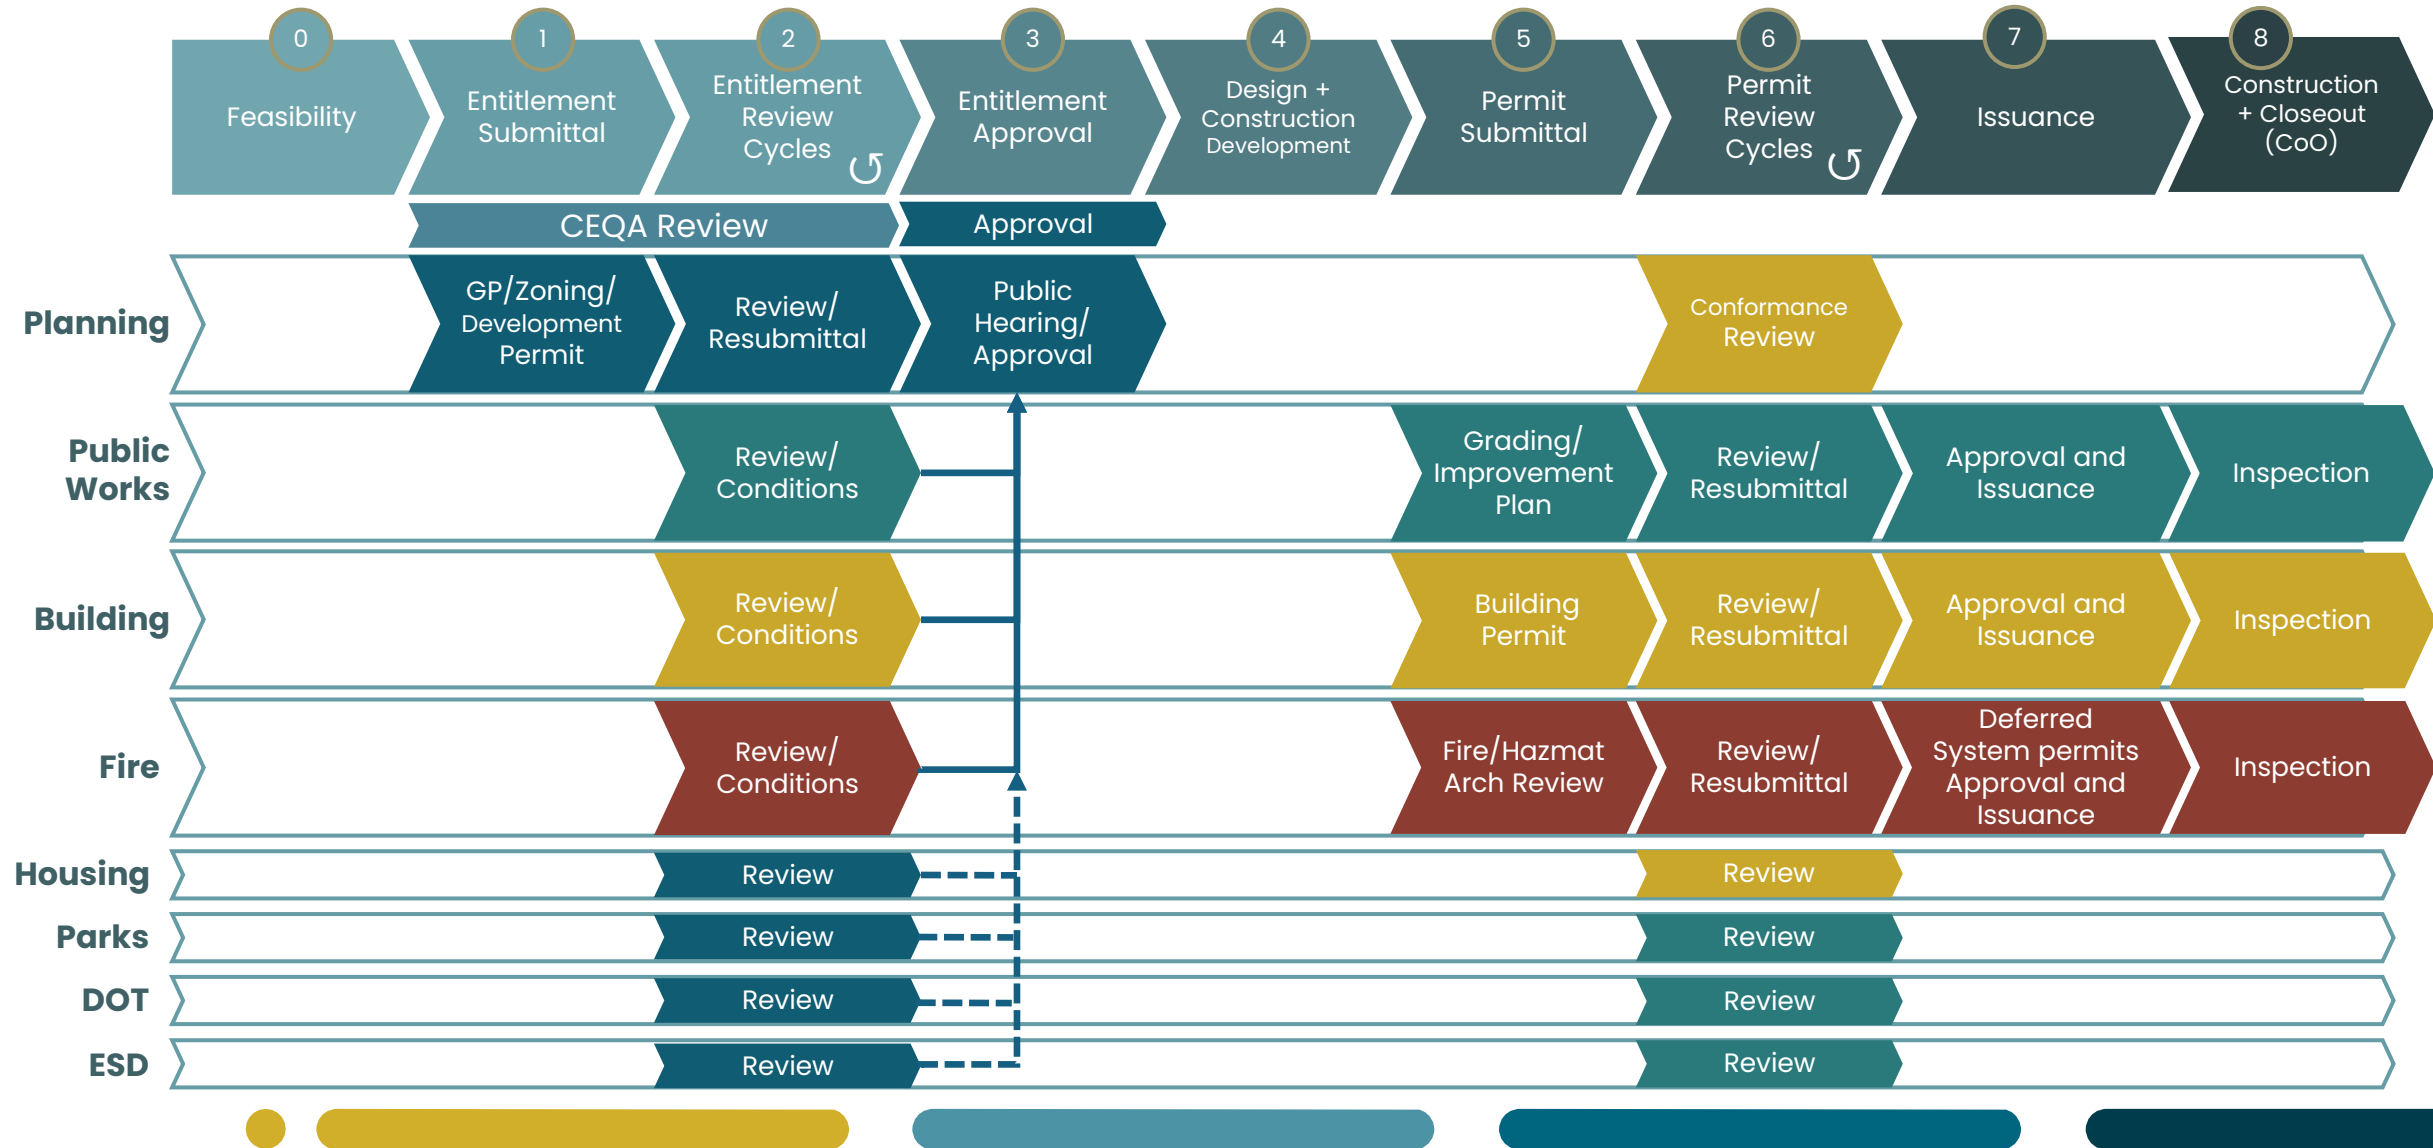 0
1
2
3
4
5
6
7
8
Feasibility
Entitlement
Submittal
Entitlement
Review
Cycles
Entitlement
Approval
Design +
Construction
Development
Permit
Submittal
Permit
Review
Cycles
Issuance
Construction
+ Closeout
(CoO)
CEQA Review
Approval
Planning
GP/Zoning/
Development
Permit
Review/
Resubmittal
Public
Hearing/
Approval
Conformance
Review
Public
Works
Review/
Conditions
Grading/
Improvement
Plan
Review/
Resubmittal
Approval and
Issuance
Inspection
Building
Review/
Conditions
Building
Permit
Review/
Resubmittal
Approval and
Issuance
Inspection
Fire
Review/
Conditions
Fire/Hazmat
Arch Review
Review/
Resubmittal
Deferred
System permits
Approval and
Issuance
Inspection
Housing
Review
Review
Parks
Review
Review
DOT
Review
Review
ESD
Review
Review